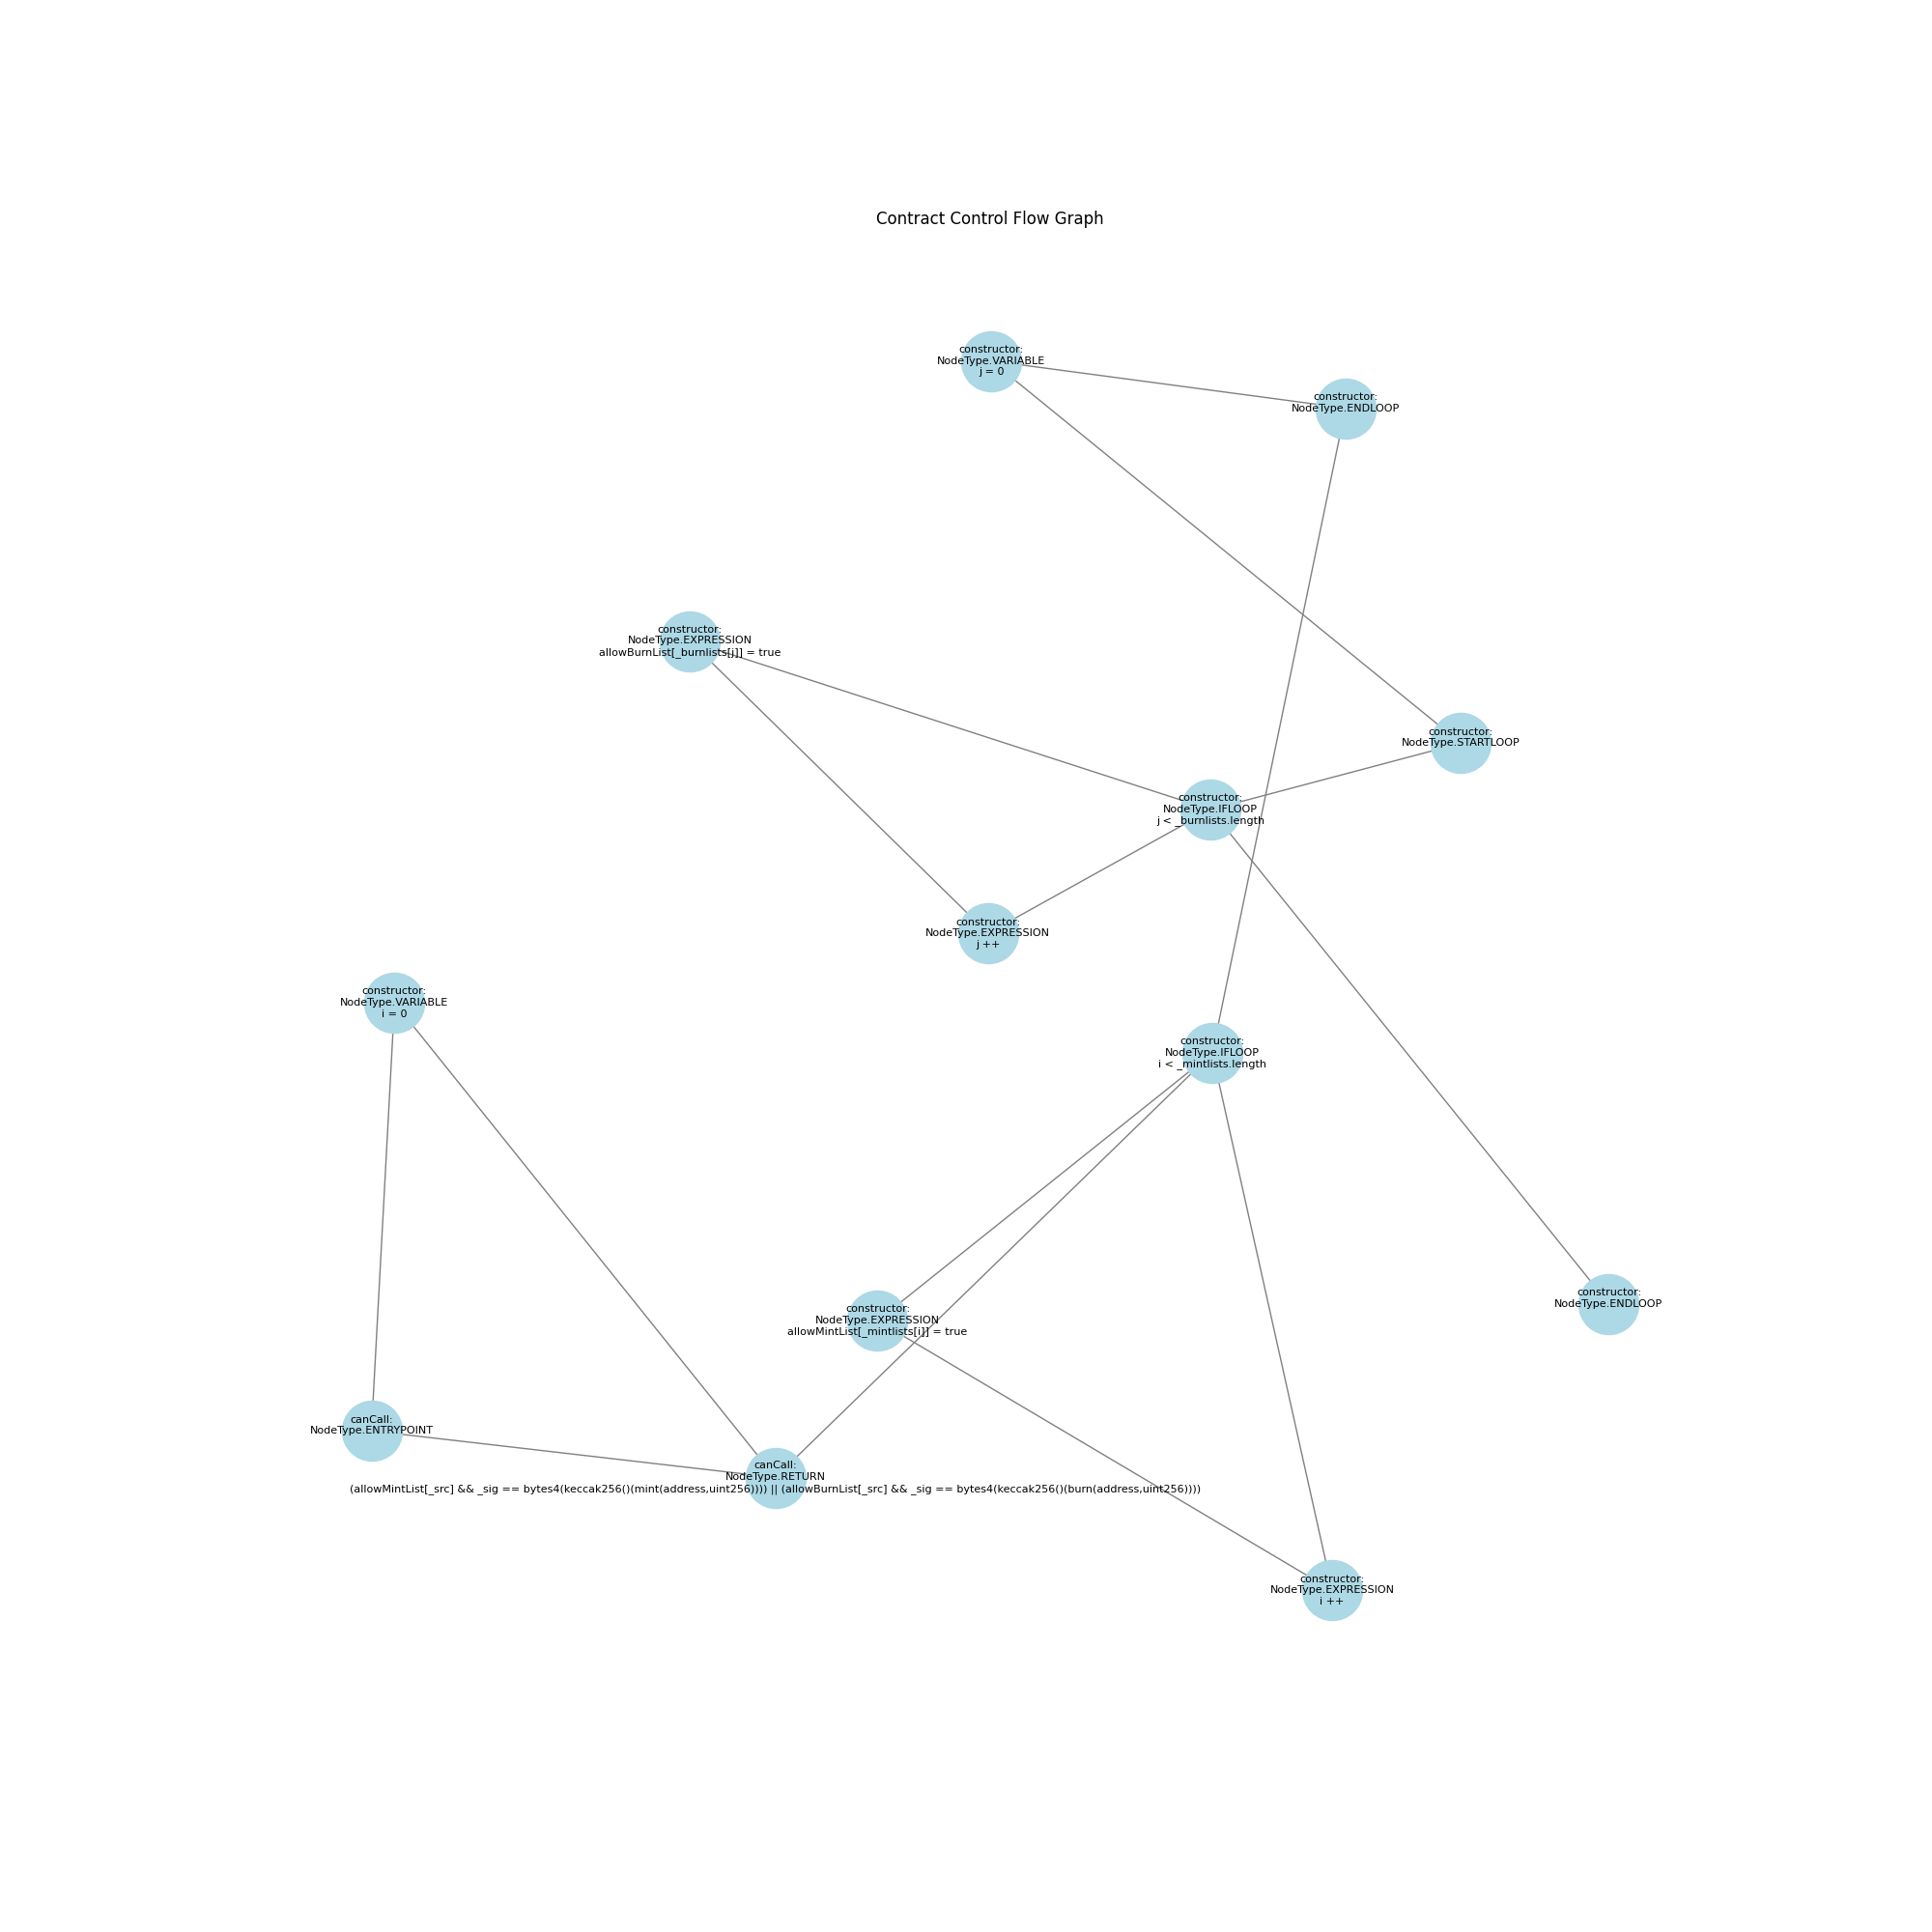 Contract Control Flow Graph
constructor:
NodeType.VARIABLE
j = 0
constructor:
NodeType.ENDLOOP
constructor:
NodeType.EXPRESSION
allowBurnList[_burnlists[j]] = true
constructor:
NodeType.STARTLOOP
constructor:
NodeType.IFLOOP
j < _burnlists.length
constructor:
NodeType.EXPRESSION
j ++
constructor:
NodeType.VARIABLE
i = 0
constructor:
NodeType.IFLOOP
i < _mintlists.length
constructor:
NodeType.ENDLOOP
constructor:
NodeType.EXPRESSION
allowMintList[_mintlists[i]] = true
canCall:
NodeType.ENTRYPOINT
canCall:
NodeType.RETURN
(allowMintList[_src] && _sig == bytes4(keccak256()(mint(address,uint256)))) || (allowBurnList[_src] && _sig == bytes4(keccak256()(burn(address,uint256))))
constructor:
NodeType.EXPRESSION
i ++